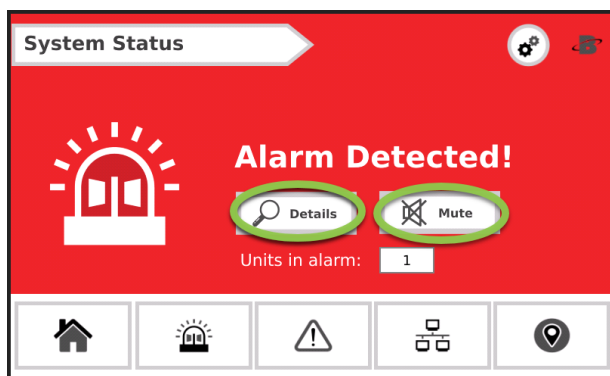 System Status
B
Alarm Detected!
Details
Mute
Units in alarm:
1